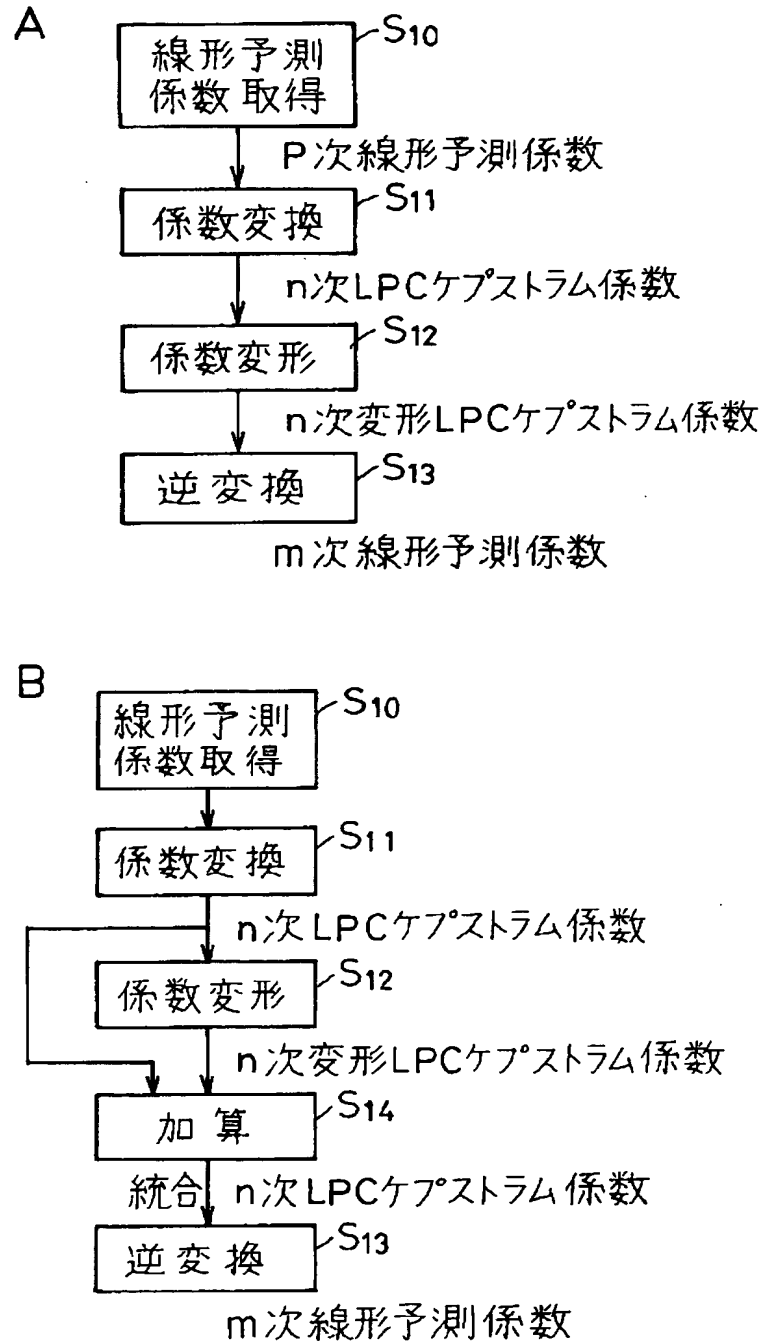 A
線形予測
係数取得
S10
P次線形予測係数
係数変換
S11
n次LPCケプストラム係数
係数変形
S12
n次変形LPCケプストラム係数
逆変換
S13
m次線形予測係数
B
線形予測
係数取得
S10
係数変換
S11
n次LPCケプストラム係数
係数変形
S12
n次変形LPCケプストラム係数
加算
S14
統合 n次LPCケプストラム係数
逆変換
S13
m次線形予測係数